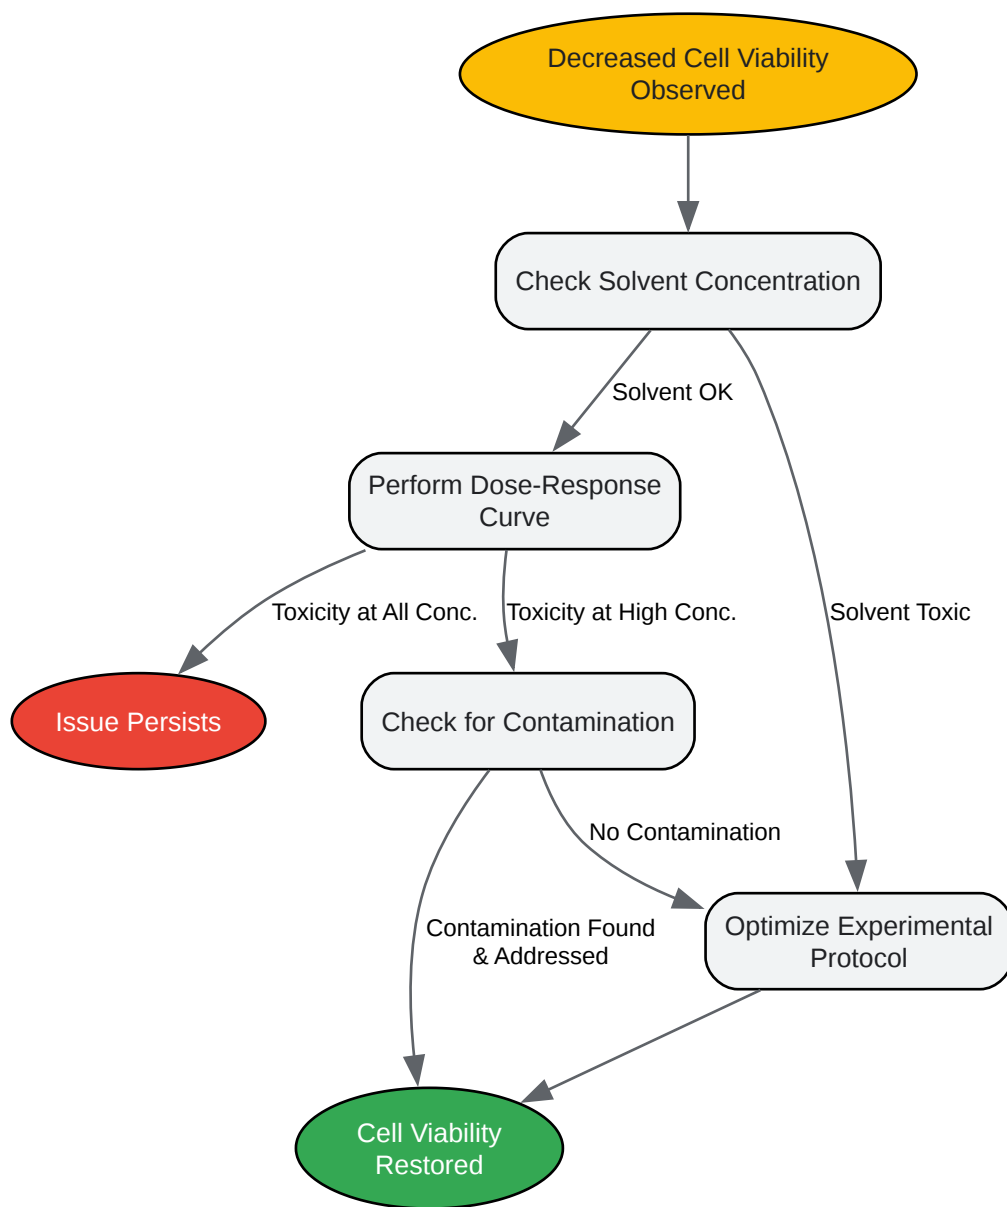 Decreased Cell Viability
Observed
Check Solvent Concentration
Solvent OK
Perform Dose-Response
Curve
Toxicity at All Conc.
Toxicity at High Conc.
Solvent Toxic
Issue Persists
Check for Contamination
No Contamination
Contamination Found
& Addressed
Optimize Experimental
Protocol
Cell Viability
Restored